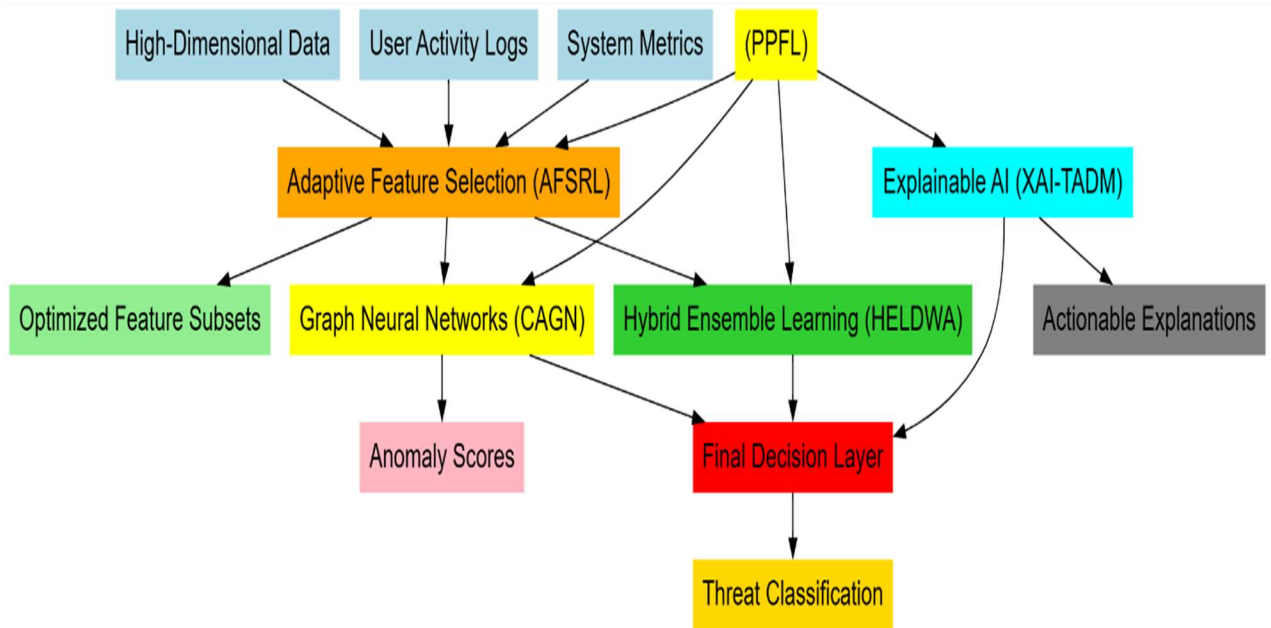 High-Dimensional Data
User Activity Logs
System Metrics
(PPFL)
Adaptive Feature Selection (AFSRL)
Explainable AI (XAI-TADM)
Optimized Feature Subsets
Graph Neural Networks (CAGN)
Hybrid Ensemble Learning (HELDWA)
Actionable Explanations
Anomaly Scores
Final Decision Layer
Threat Classification